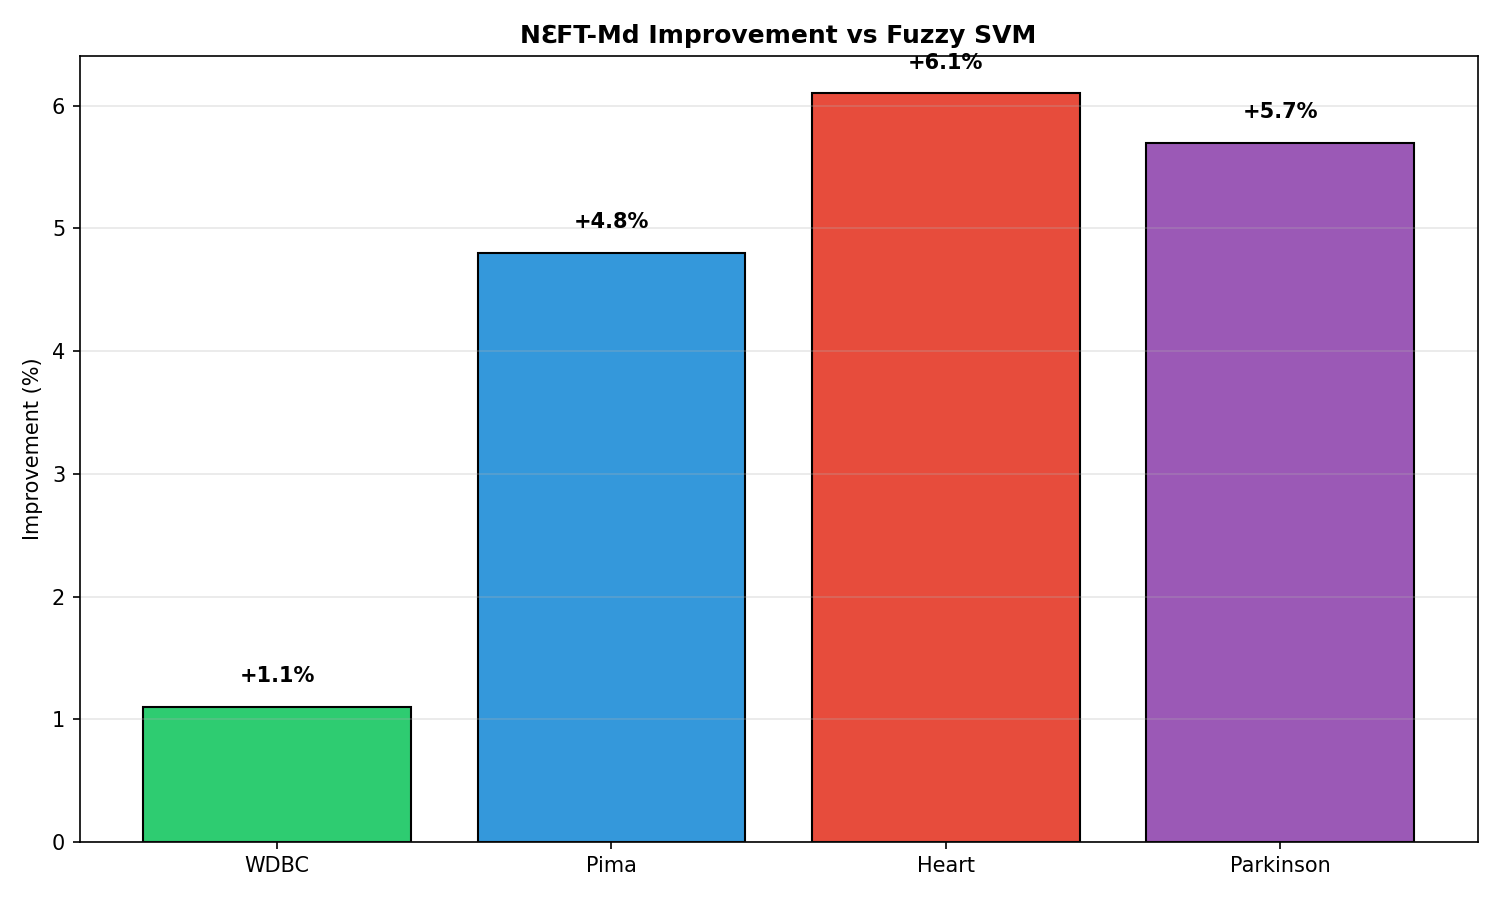 NƐFT-Md Improvement vs Fuzzy SVM
+6.1%
+5.7%
+4.8%
+1.1%
Improvement (%)
6
5
4
3
2
1
0
WDBC
Pima
Heart
Parkinson